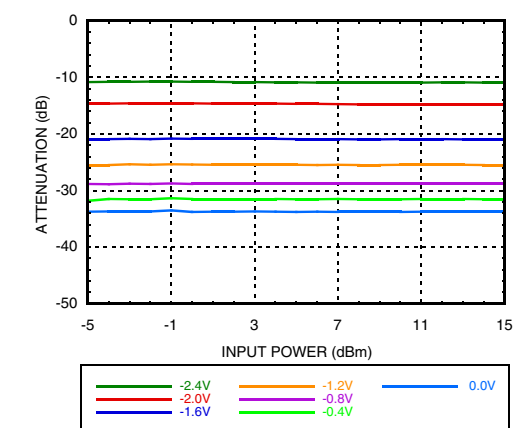 0
-10
-20
-30
-40
-50
ATTENUATION (dB)
-5 -1 3 7 11 15
INPUT POWER (dBm)
-2.4V -1.2V 0.0V
-2.0V -0.8V
-1.6V -0.4V